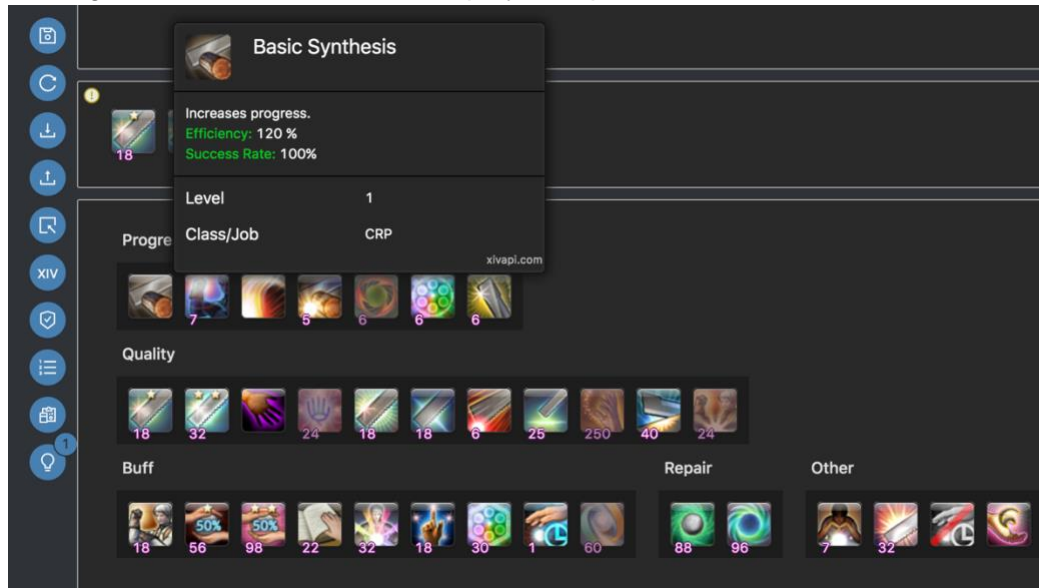 Basic Synthesis
Increases progress.
Efficiency: 120 %
Success Rate: 100%
18
Level 1
Class/Job CRP
xivapi.com
XIV
Progre
7 5 6 6 6
Quality
18 32 24 18 18 6 25 250 40 24
1
Buff Repair Other
50% 50%
18 56 98 22 32 18 30 1 60 88 96 7 32